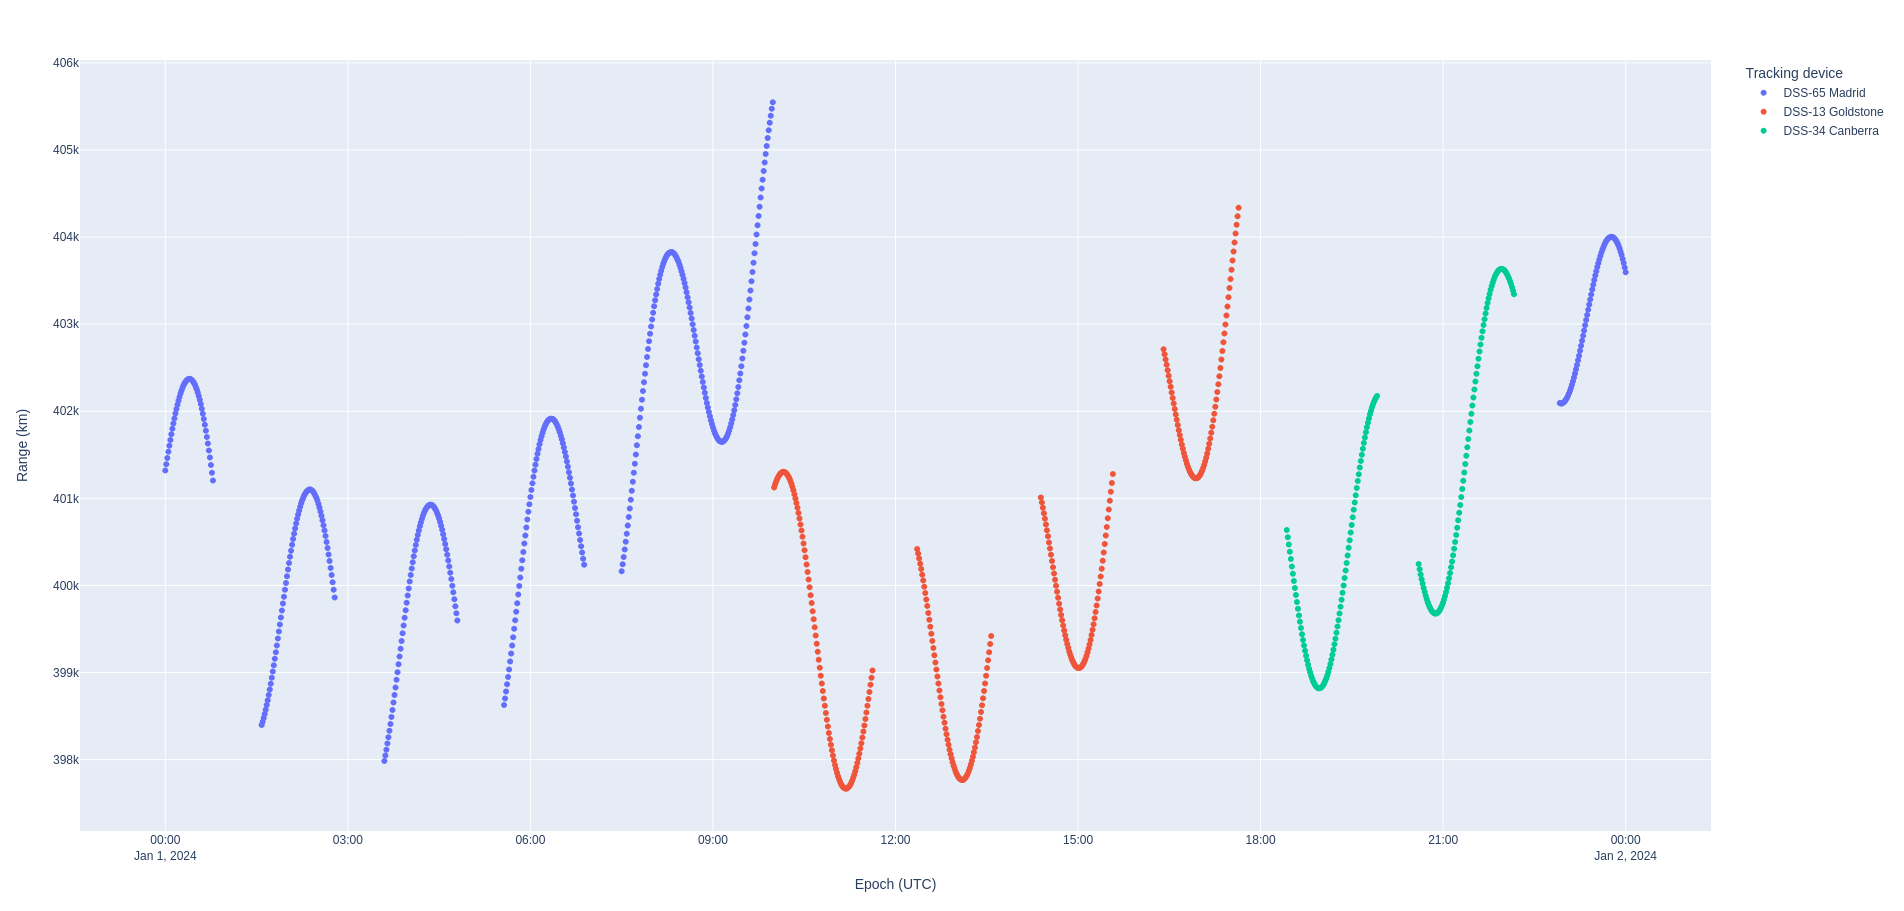 406k
405k
404k
403k
402k
401k
400k
399k
398k
Range (km)
00:00 03:00 06:00 09:00 12:00 15:00 18:00 21:00 00:00
Jan 1, 2024 Jan 2, 2024
Epoch (UTC)
Tracking device
DSS-65 Madrid
DSS-13 Goldstone
DSS-34 Canberra